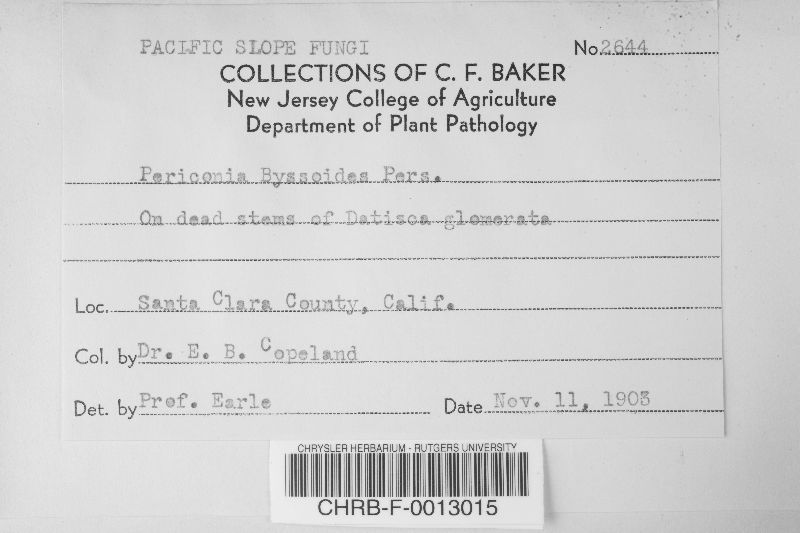 PACIFIC SLOPE FUNGI No. 2644
COLLECTIONS OF C. F. BAKER
New Jersey College of Agriculture
Department of Plant Pathology
Periconia Byssoides Pers.
On dead stems of Datisca glomerata
Loc. Santa Clara County, Calif.
Col. by Dr. E. B. Copeland
Det. by Prof. Earle Date Nov. 11, 1903
CHRYSLER HERBARIUM - RUTGERS UNIVERSITY
CHRB-F-0013015